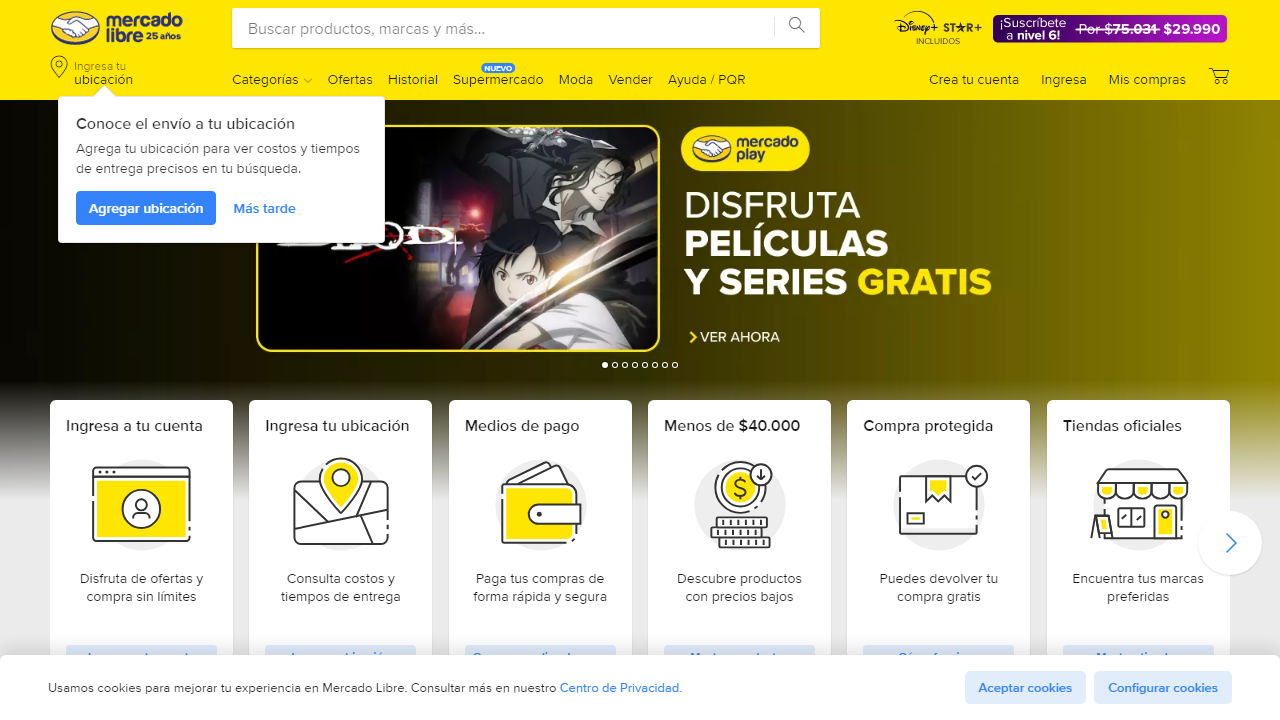 mercado
libre 25 años
Buscar productos, marcas y más...
Disney+ STAR+
INCLUIDOS
¡Suscríbete
a nivel 6!
Por $75.031 $29.990
Ingresa tu
ubicación
Categorías
Ofertas
Historial
NUEVO
Supermercado
Moda
Vender
Ayuda / PQR
Crea tu cuenta
Ingresa
Mis compras
Conoce el envío a tu ubicación
Agrega tu ubicación para ver costos y tiempos
de entrega precisos en tu búsqueda.
Agregar ubicación
Más tarde
mercado
play
DISFRUTA
PELÍCULAS
Y SERIES GRATIS
VER AHORA
Ingresa a tu cuenta
Disfruta de ofertas y
compra sin límites
Ingresa tu ubicación
Consulta costos y
tiempos de entrega
Medios de pago
Paga tus compras de
forma rápida y segura
Menos de $40.000
Descubre productos
con precios bajos
Compra protegida
Puedes devolver tu
compra gratis
Tiendas oficiales
Encuentra tus marcas
preferidas
Usamos cookies para mejorar tu experiencia en Mercado Libre. Consultar más en nuestro Centro de Privacidad.
Aceptar cookies
Configurar cookies